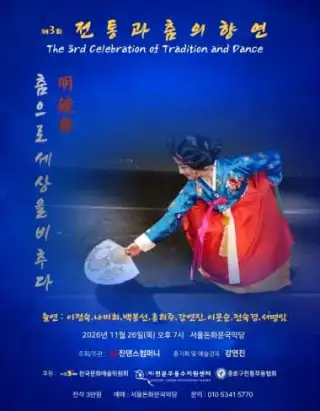 제3회 전통과 춤의 향연
The 3rd Celebration of Tradition and Dance
明鏡舞
춤으로 세상을 비추다
출연 : 이정숙, 나미희, 백봉선, 홍희주, 강연진, 이문순, 전숙경, 서명임
2026년 11월 26일(목) 오후 7시 서울돈화문국악당
주최/주관 : 진댄스컴퍼니 총기획 및 예술감독 강연진
후원 : 한국문화예술위원회
전석 3만원 예매 : 서울돈화문국악당 문의 : 010 5341 5770